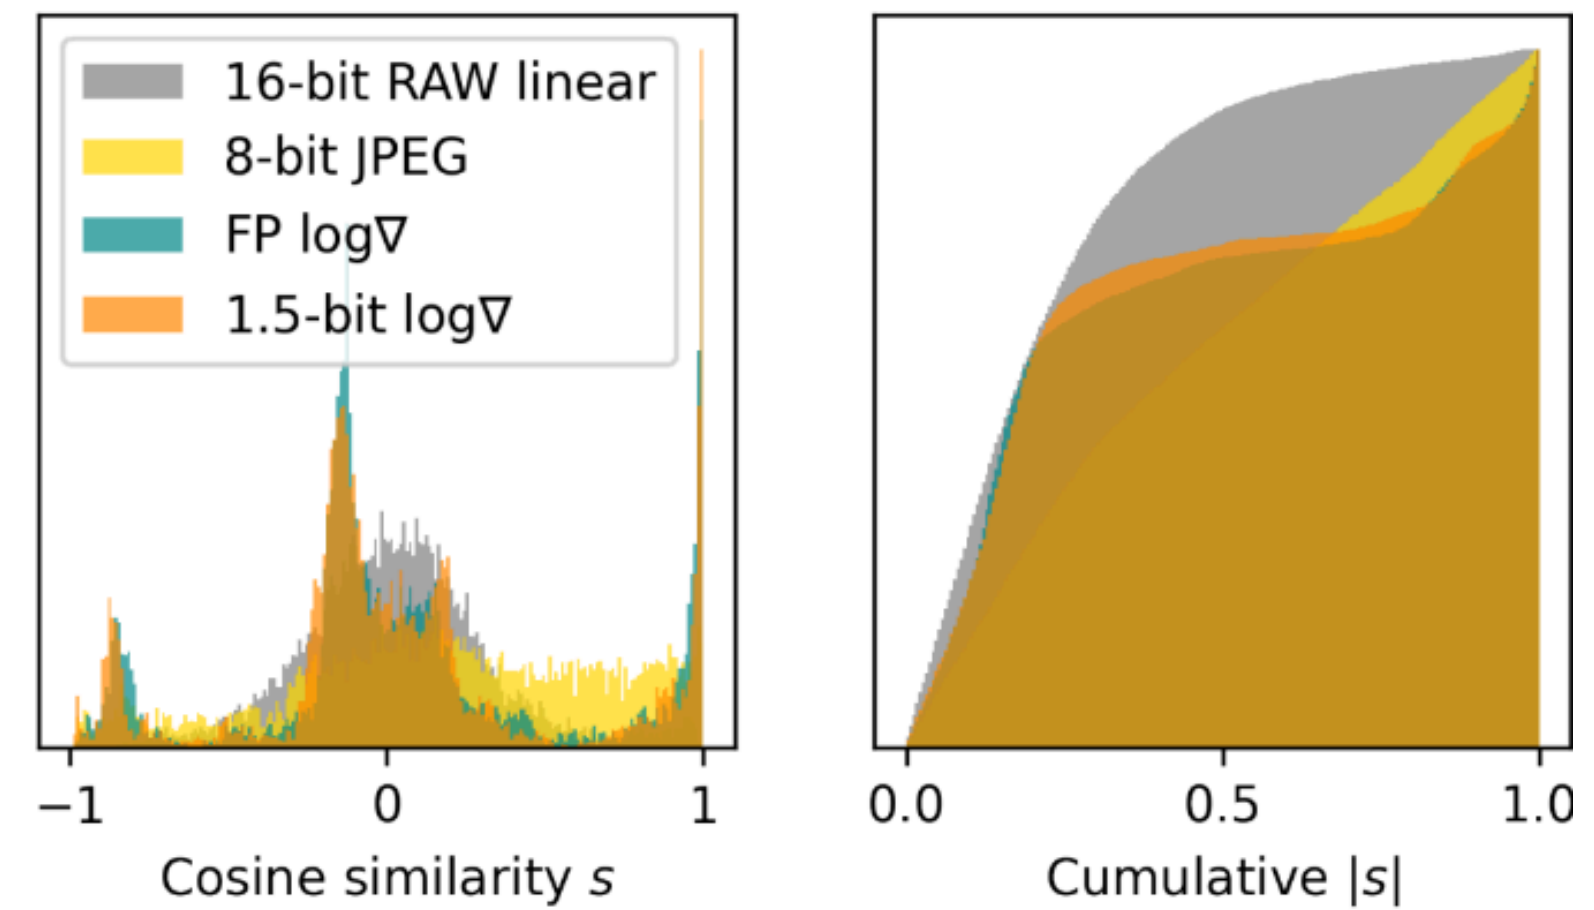 16-bit RAW linear
8-bit JPEG
FP log∇
1.5-bit log∇
−1 0 1
Cosine similarity s
0.0 0.5 1.0
Cumulative |s|